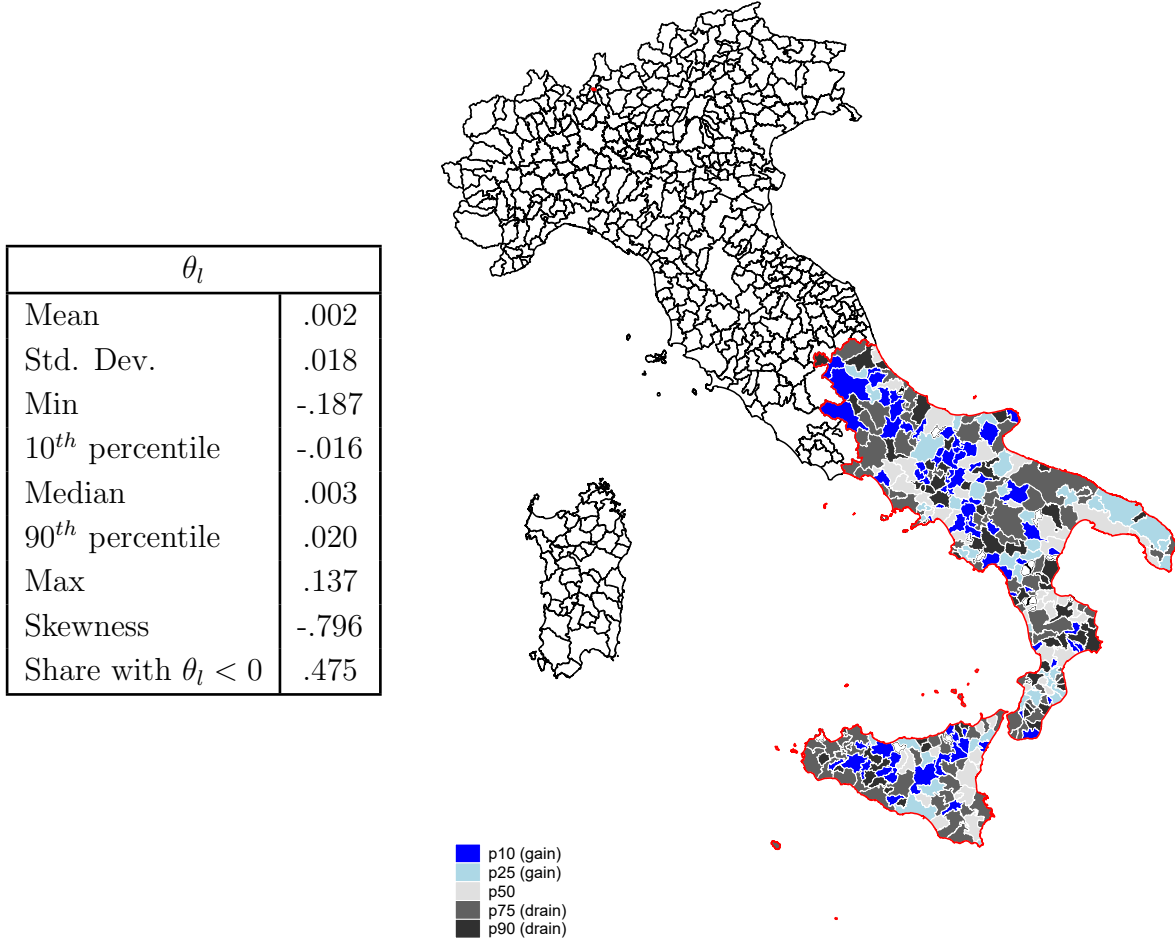 θ_l
Mean .002
Std. Dev. .018
Min -.187
10^th percentile -.016
Median .003
90^th percentile .020
Max .137
Skewness -.796
Share with θ_l < 0 .475
p10 (gain)
p25 (gain)
p50
p75 (drain)
p90 (drain)